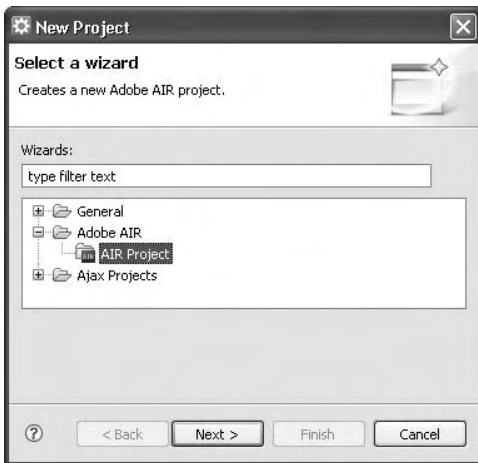 New Project
Select a wizard
Creates a new Adobe AIR project.
Wizards:
type filter text
General
Adobe AIR
AIR Project
Ajax Projects
? < Back Next > Finish Cancel